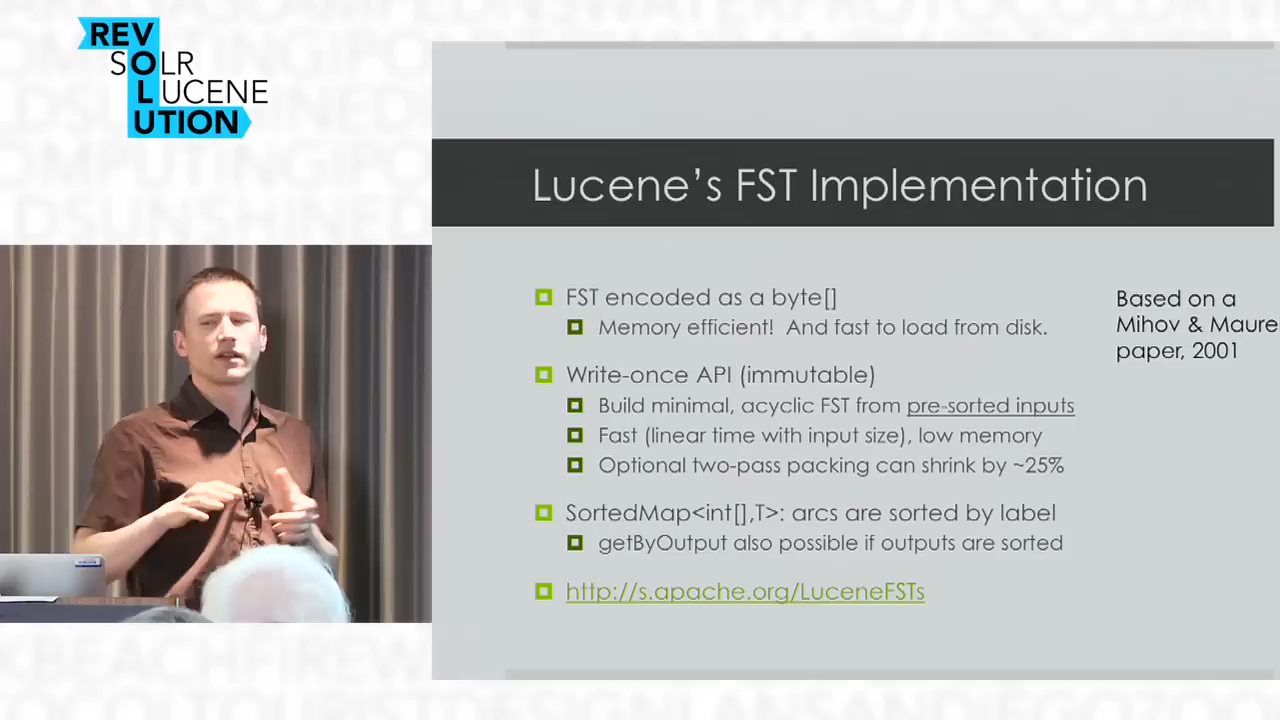 REV
SOLR
LUCENE
UTION
Lucene's FST Implementation
FST encoded as a byte[]
Memory efficient! And fast to load from disk.
Based on a
Mihov & Maure
paper, 2001
Write-once API (immutable)
Build minimal, acyclic FST from pre-sorted inputs
Fast (linear time with input size), low memory
Optional two-pass packing can shrink by ~25%
SortedMap<int[],T>: arcs are sorted by label
getByOutput also possible if outputs are sorted
http://s.apache.org/LuceneFSTs